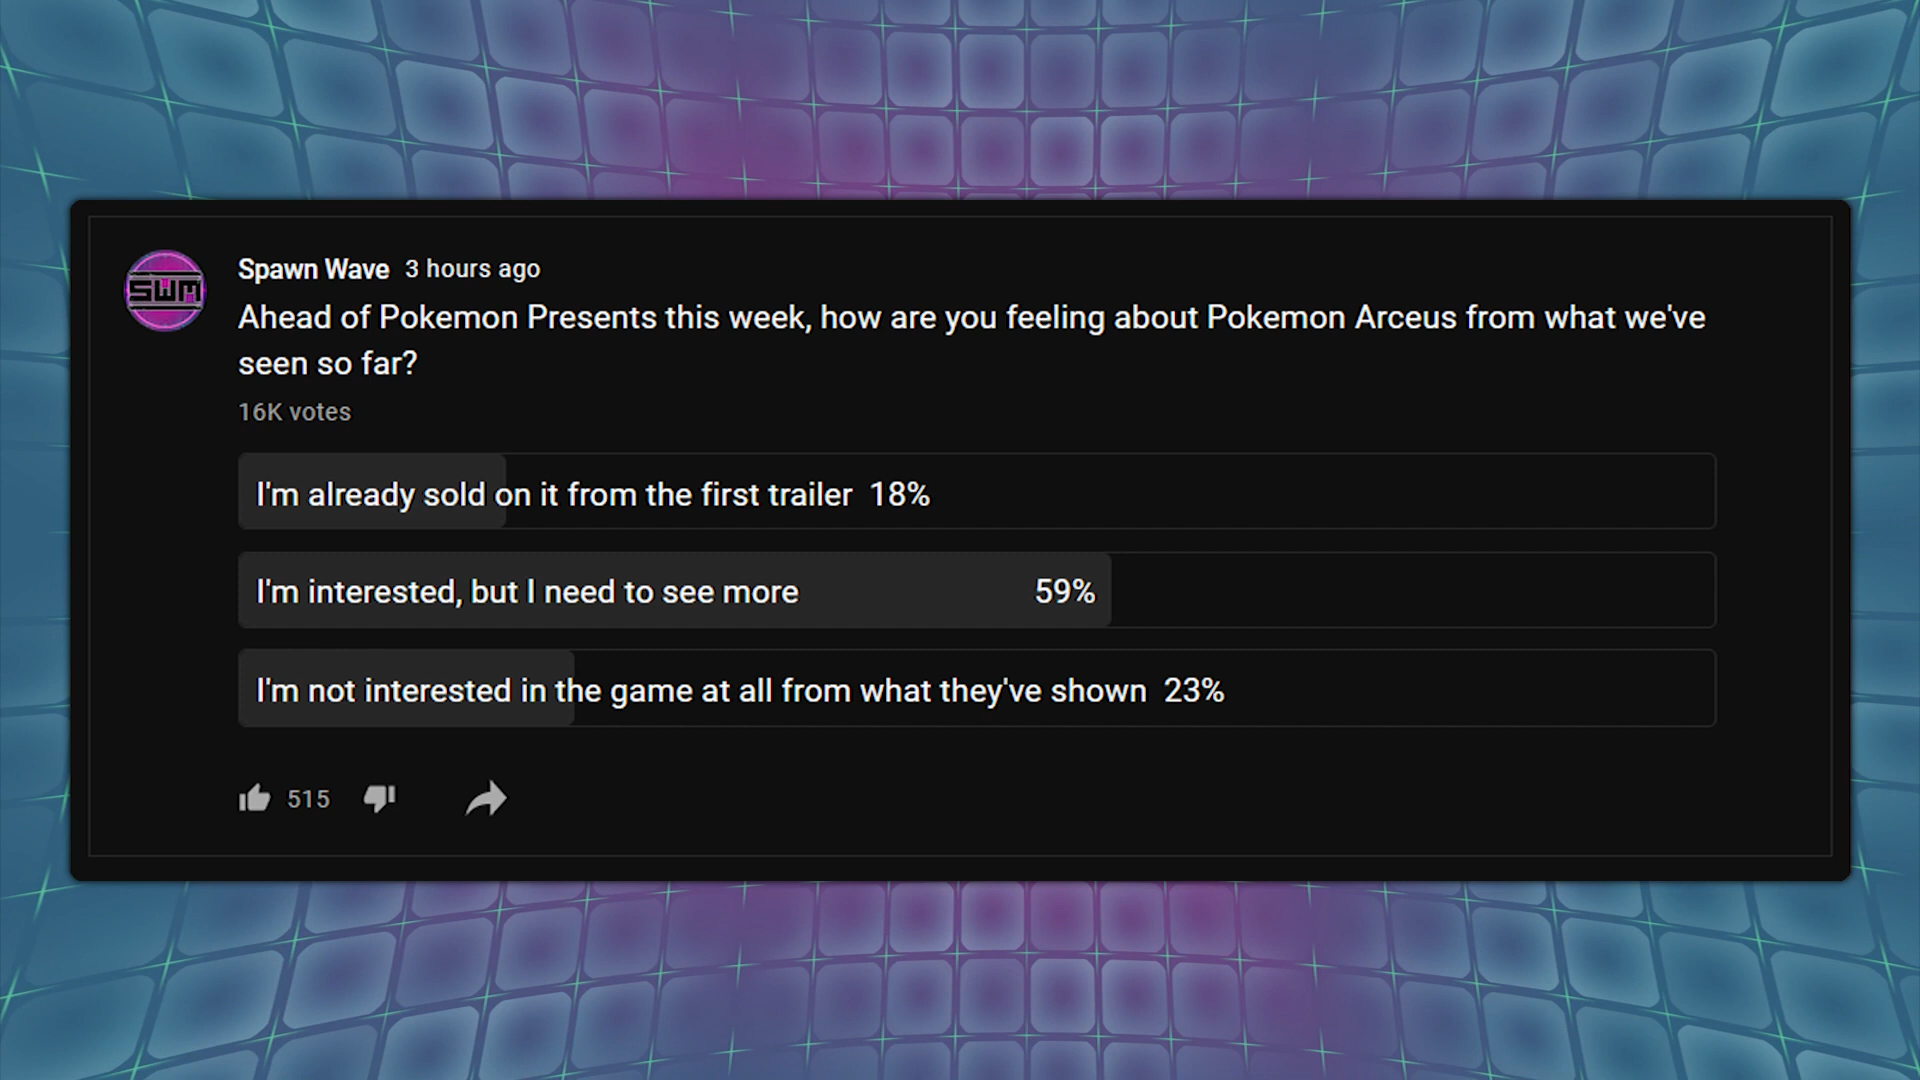 SWM
Spawn Wave 3 hours ago
Ahead of Pokemon Presents this week, how are you feeling about Pokemon Arceus from what we've
seen so far?
16K votes
I'm already sold on it from the first trailer 18%
I'm interested, but I need to see more 59%
I'm not interested in the game at all from what they've shown 23%
515